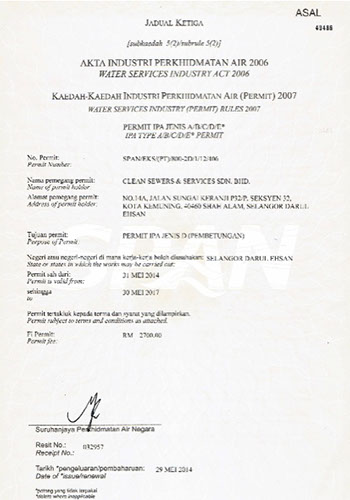 ASAL
40486
JADUAL KETIGA
[subkaedah 5(2)/subrule 5(2)]
AKTA INDUSTRI PERKHIDMATAN AIR 2006
WATER SERVICES INDUSTRY ACT 2006
KAEDAH-KAEDAH INDUSTRI PERKHIDMATAN AIR (PERMIT) 2007
WATER SERVICES INDUSTRY (PERMIT) RULES 2007
PERMIT IPA JENIS A/B/C/D/E*
IPA TYPE A/B/C/D/E* PERMIT
No. Permit: SPAN/EKS/(PT)/800-2D/1/12/486
Permit Number:
Nama pemegang permit: CLEAN SEWERS & SERVICES SDN. BHD.
Name of permit holder
Alamat pemegang permit: NO.14A, JALAN SUNGAI KERANJI P32/P, SEKSYEN 32,
Address of permit holder: KOTA KEMUNING, 40460 SHAH ALAM, SELANGOR DARUL
EHSAN
Tujuan permit: PERMIT IPA JENIS D (PEMBETUNGAN)
Purpose of Permit:
SPAN
Negeri atau negeri-negeri di mana kerja-kerja boleh diusahakan: SELANGOR DARUL EHSAN
State or states in which the works may be carried out:
Permit sah dari: 31 MEI 2014
Permit is valid from:
sehingga 30 MEI 2017
to
Permit tertakluk kepada terma dan syarat yang dilampirkan.
Permit subject to terms and conditions as attached.
Fi Permit: RM 2700.00
Permit fee:
Suruhanjaya Perkhidmatan Air Negara
Resit No.: 032957
Receipt No.:
Tarikh *pengeluaran/pembaharuan: 29 MEI 2014
Date of *issue/renewal
*potong yang tidak terpakai
*delete where inapplicable